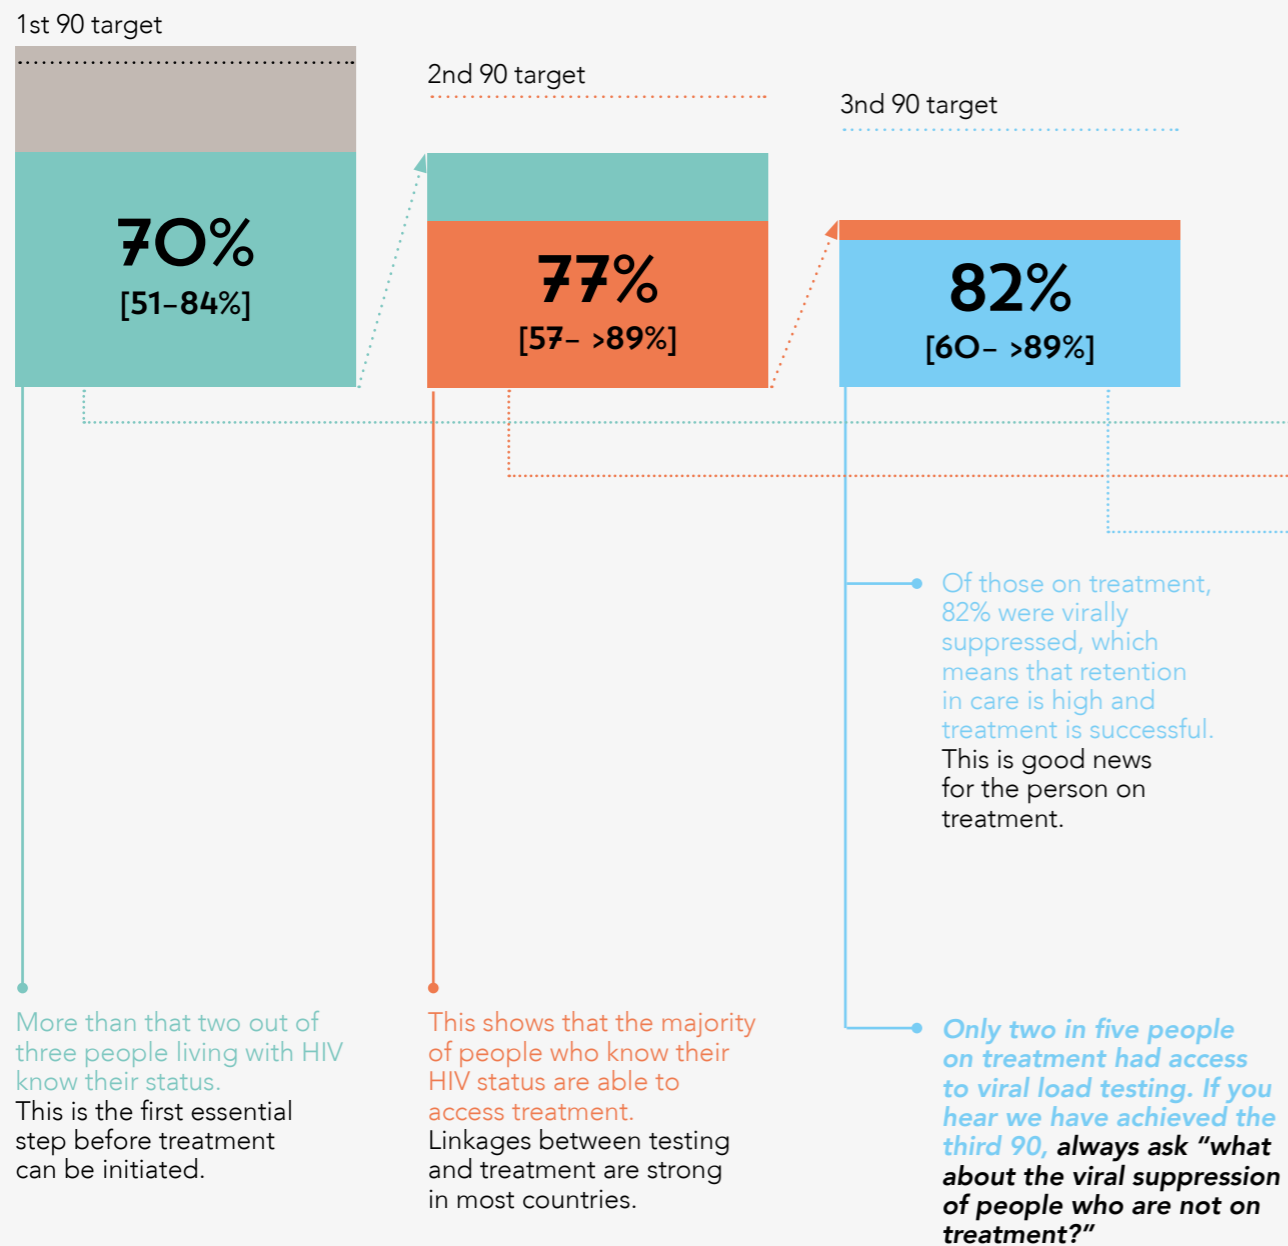 1st 90 target
2nd 90 target
3nd 90 target
70%
[51–84%]
77%
[57– >89%]
82%
[60– >89%]
Of those on treatment,
82% were virally
suppressed, which
means that retention
in care is high and
treatment is successful.
This is good news
for the person on
treatment.
More than that two out of
three people living with HIV
know their status.
This is the first essential
step before treatment
can be initiated.
This shows that the majority
of people who know their
HIV status are able to
access treatment.
Linkages between testing
and treatment are strong
in most countries.
Only two in five people
on treatment had access
to viral load testing. If you
hear we have achieved the
third 90, always ask “what
about the viral suppression
of people who are not on
treatment?”